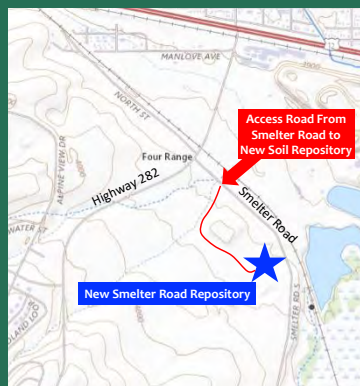 12
MANLOVE AVE
NORTH ST
Access Road From
Smelter Road to
New Soil Repository
Four Range
ALPINE VIEW DR
Highway 282
Smelter Road
WATER ST
New Smelter Road Repository
SMELTER RD S